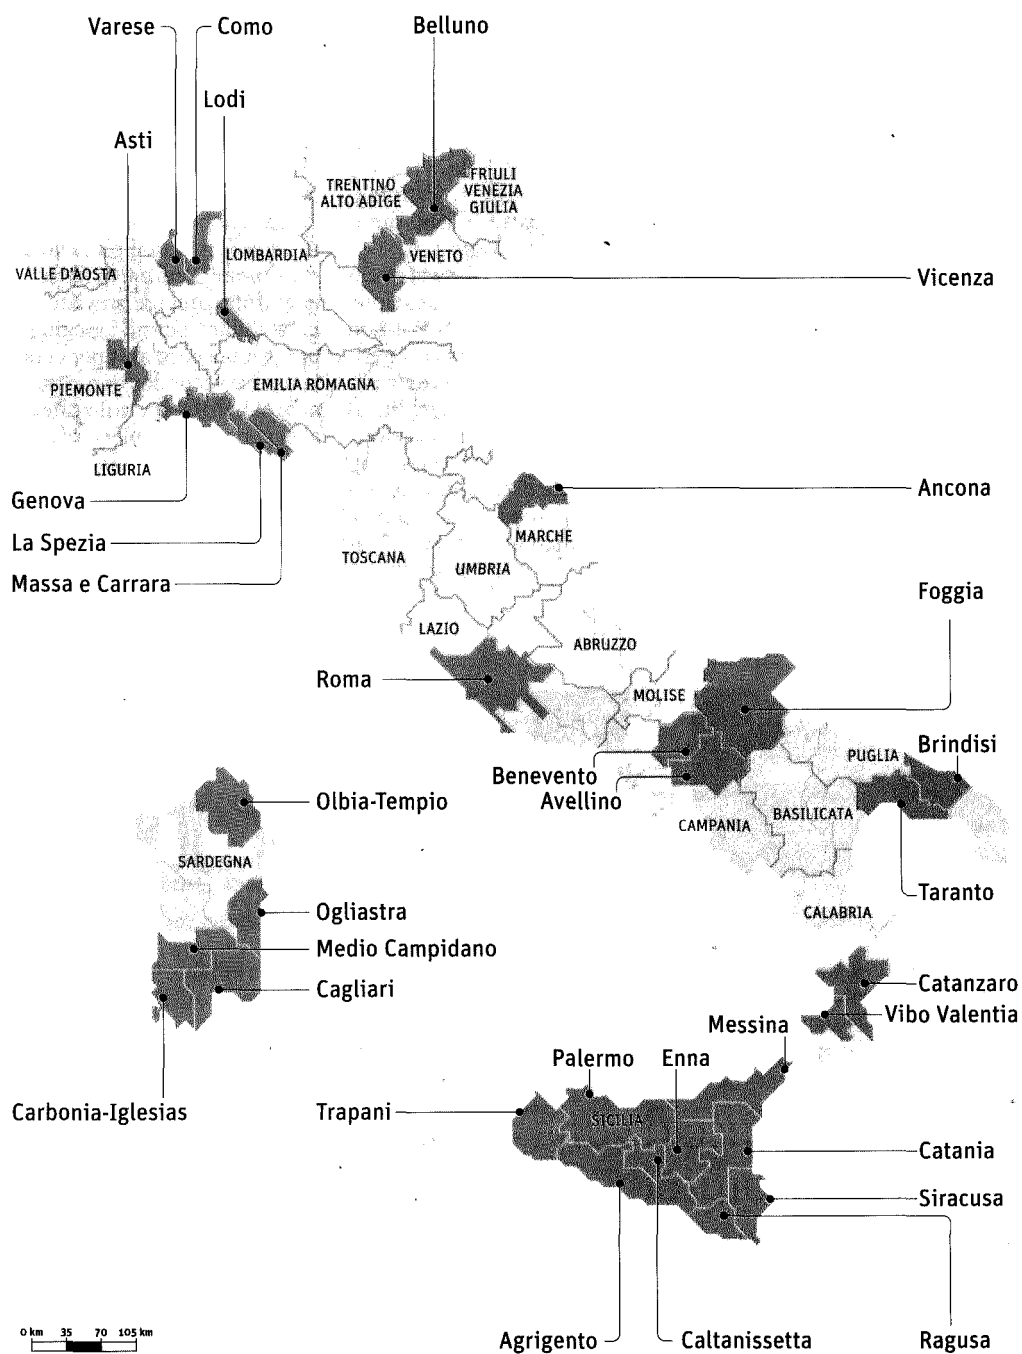 Varese
Como
Belluno
Lodi
Asti
TRENTINO
ALTO ADIGE
FRIULI
VENEZIA
GIULIA
LOMBARDIA
VENETO
VALLE D'AOSTA
Vicenza
PIEMONTE
EMILIA ROMAGNA
LIGURIA
Genova
Ancona
La Spezia
MARCHE
TOSCANA
UMBRIA
Massa e Carrara
Foggia
LAZIO
ABRUZZO
Roma
MOLISE
Brindisi
PUGLIA
Benevento
Avellino
Olbia-Tempio
BASILICATA
CAMPANIA
SARDEGNA
Taranto
Ogliastra
CALABRIA
Medio Campidano
Cagliari
Catanzaro
Vibo Valentia
Messina
Palermo
Enna
Carbonia-Iglesias
Trapani
SICILIA
Catania
Siracusa
Agrigento
Caltanissetta
Ragusa
0 km 35 70 105 km